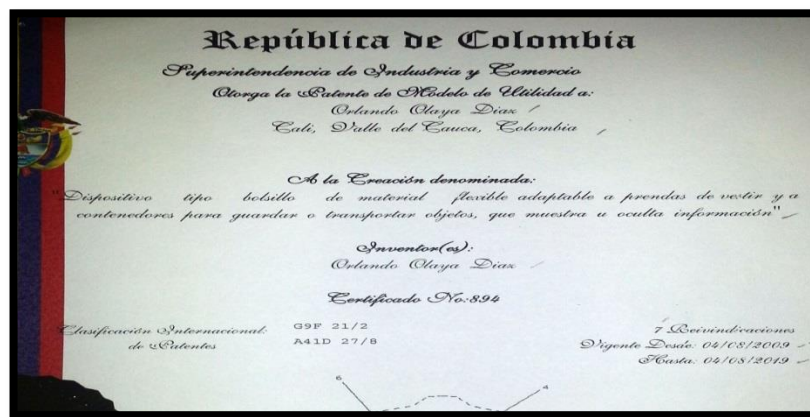 República de Colombia
Superintendencia de Industria y Comercio
Otorga la Patente de Modelo de Utilidad a:
Orlando Olaya Diaz
Cali, Valle del Cauca, Colombia
A la Creación denominada:
"Dispositivo tipo bolsillo de material flexible adaptable a prendas de vestir y a
contenedores para guardar o transportar objetos, que muestra u oculta información"
Inventor(es):
Orlando Olaya Diaz
Certificado No:894
Clasificación Internacional G9F 21/2
de Patentes A41D 27/8
7 Reivindicaciones
Vigente Desde: 04/08/2009
Hasta: 04/08/2019
6 4